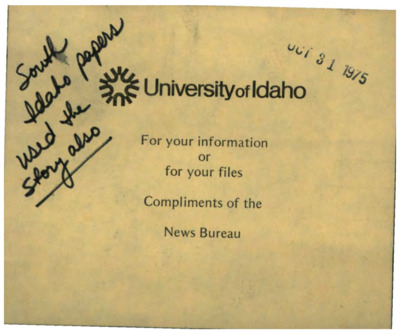 South
Idaho papers
used the
story also
OCT 31 1975
University of Idaho
For your information
or
for your files
Compliments of the
News Bureau